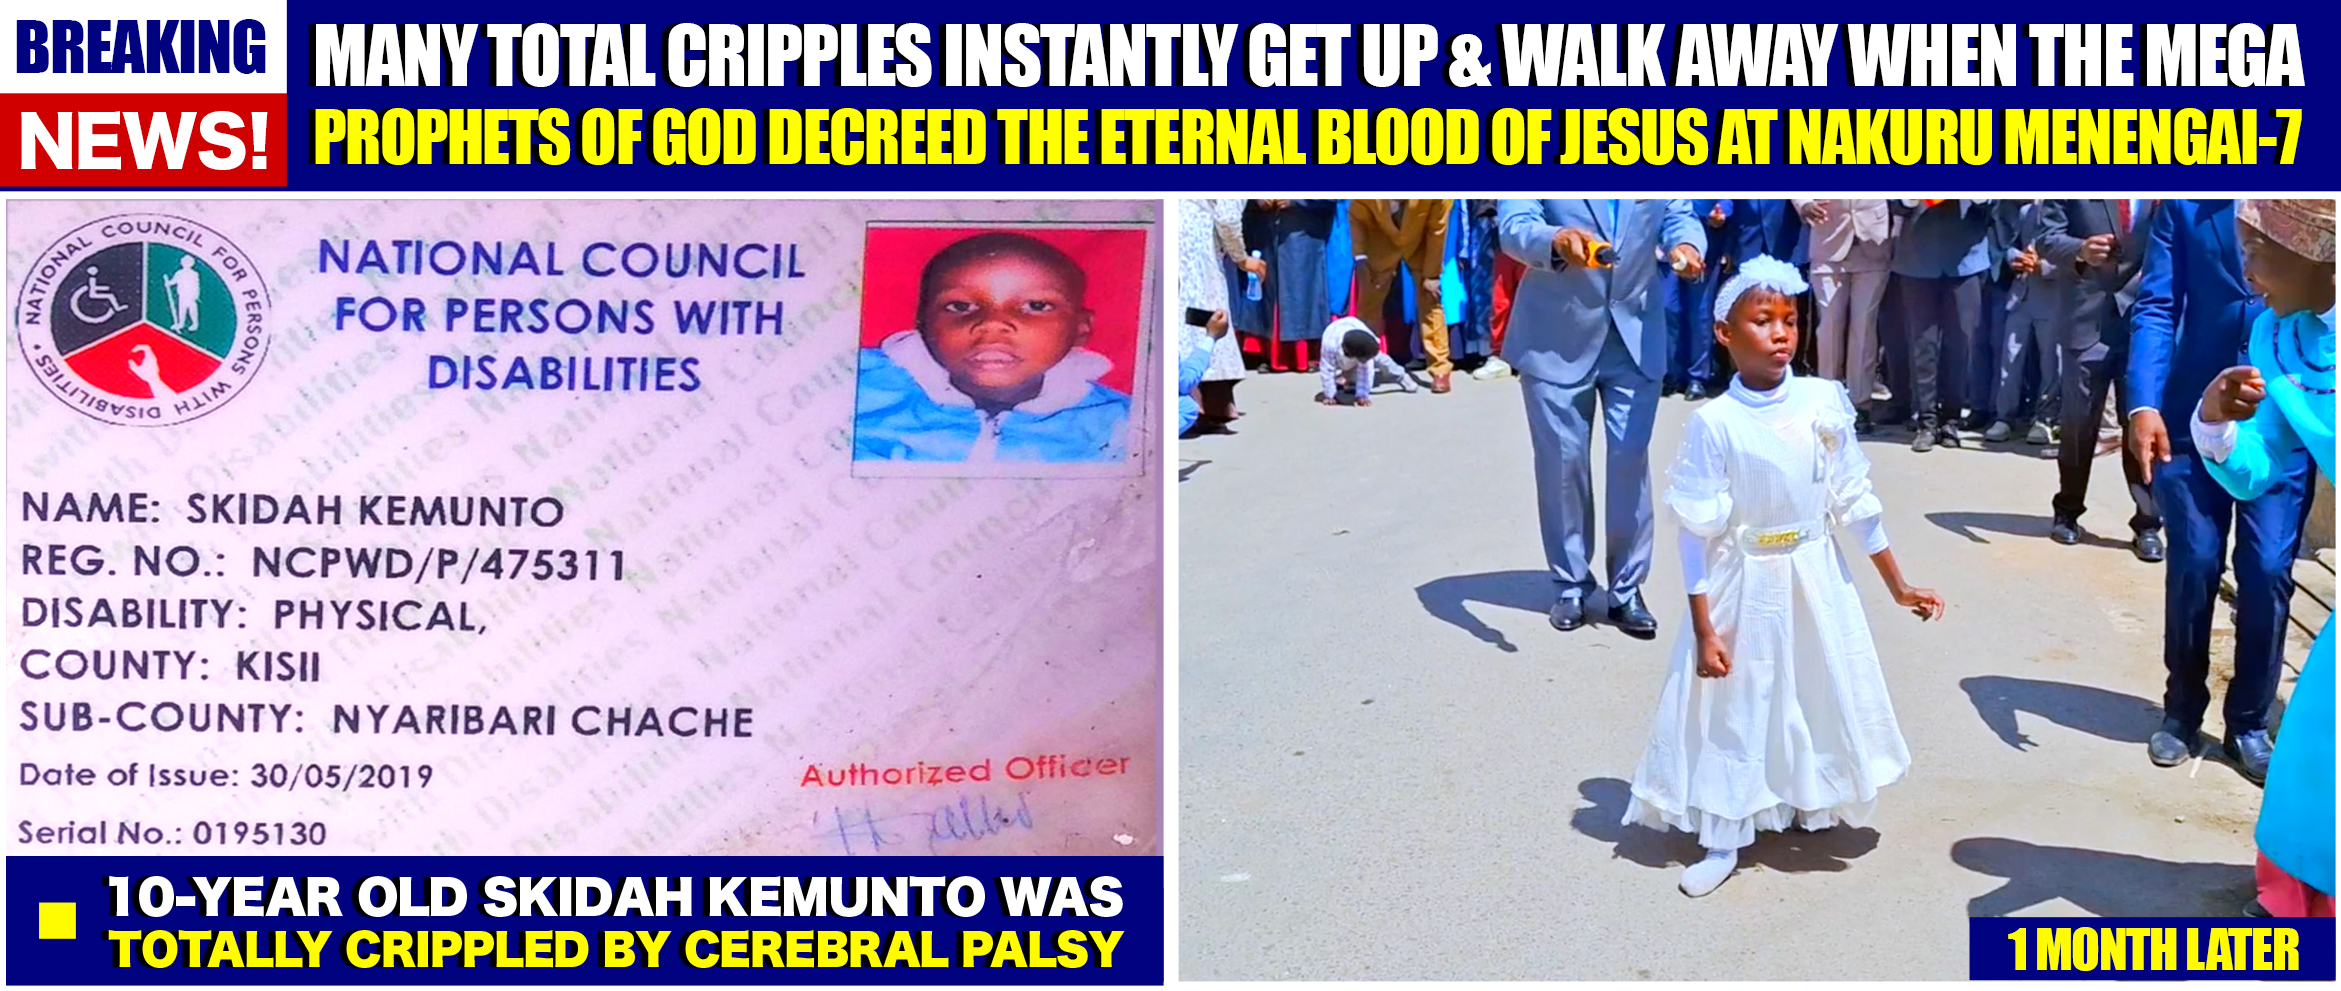 BREAKING
NEWS!
MANY TOTAL CRIPPLES INSTANTLY GET UP & WALK AWAY WHEN THE MEGA
PROPHETS OF GOD DECREED THE ETERNAL BLOOD OF JESUS AT NAKURU MENENGAI-7
NATIONAL COUNCIL FOR PERSONS WITH DISABILITIES •
NATIONAL COUNCIL
FOR PERSONS WITH
DISABILITIES
NAME: SKIDAH KEMUNTO
REG. NO.: NCPWD/P/475311
DISABILITY: PHYSICAL,
COUNTY: KISII
SUB-COUNTY: NYARIBARI CHACHE
Date of Issue: 30/05/2019
Authorized Officer
Serial No.: 0195130
10-YEAR OLD SKIDAH KEMUNTO WAS
TOTALLY CRIPPLED BY CEREBRAL PALSY
1 MONTH LATER